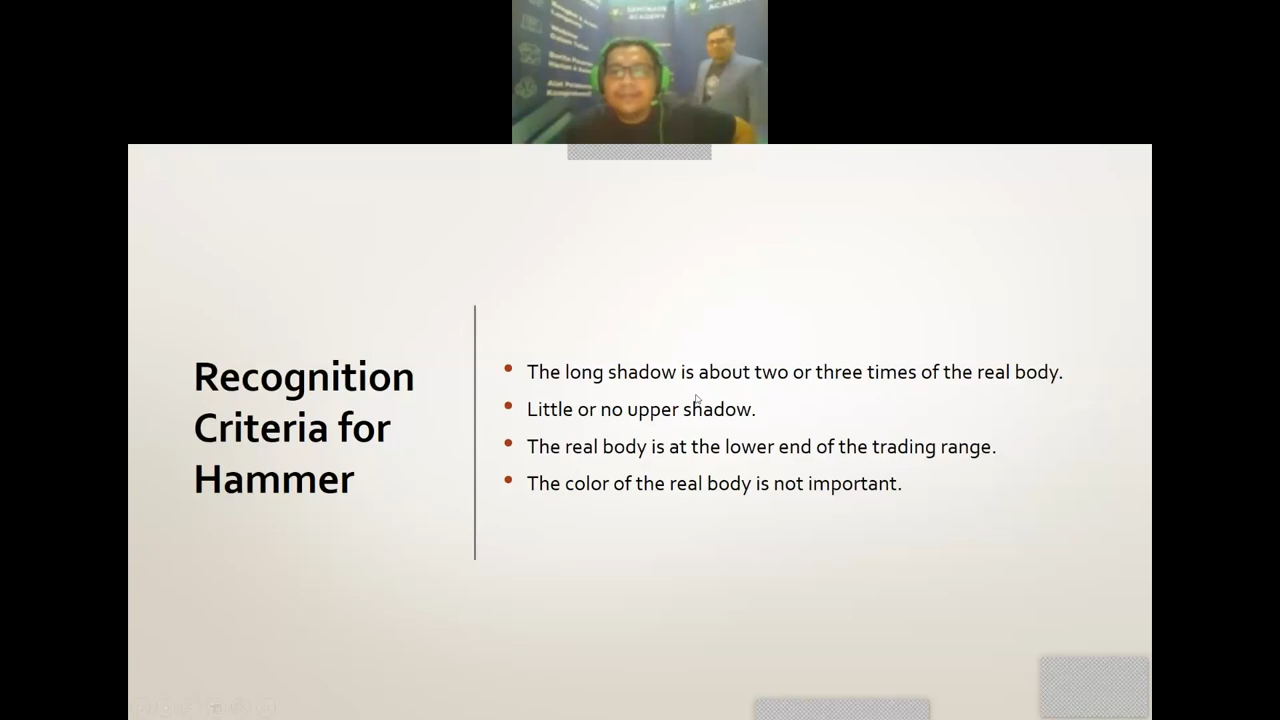 ACADEMY
Webinar
Recognition
Criteria for
Hammer
The long shadow is about two or three times of the real body.
Little or no upper shadow.
The real body is at the lower end of the trading range.
The color of the real body is not important.